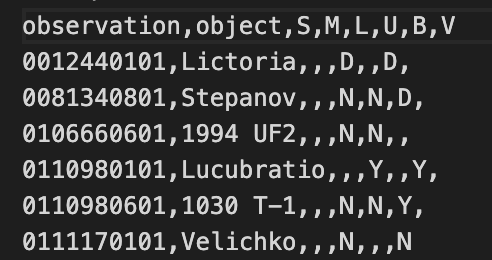 observation,object,S,M,L,U,B,V
0012440101,Lictoria,,,D,,D,
0081340801,Stepanov,,,N,N,D,
0106660601,1994 UF2,,,N,N,,
0110980101,Lucubratio,,,Y,,Y,
0110980601,1030 T-1,,,N,N,Y,
0111170101,Velichko,,,N,,,N